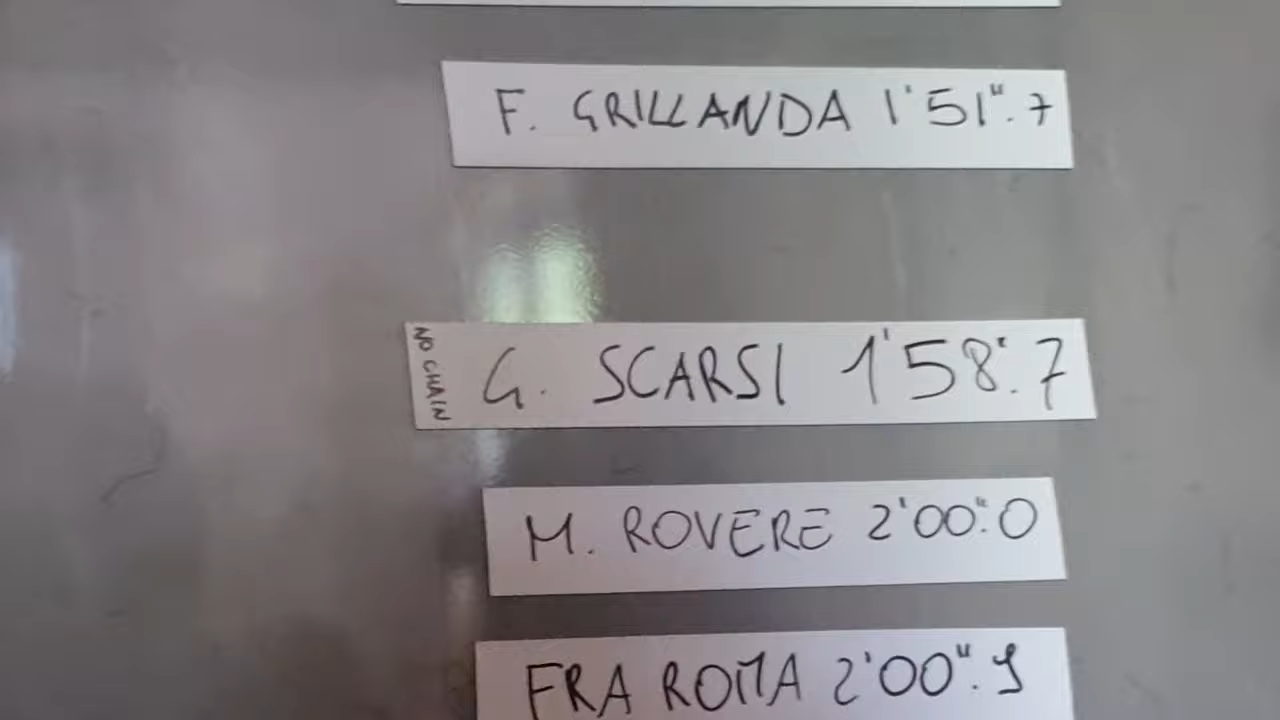 F. GRILLANDA 1'51".7
NO CHAIN
G. SCARSI 1'58".7
M. ROVERE 2'00".0
FRA ROMA 2'00".9